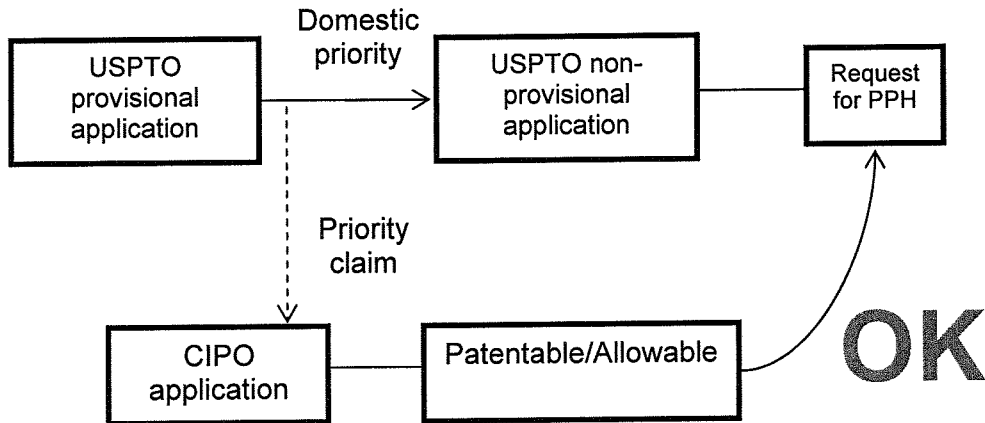 Domestic
priority
USPTO
provisional
application
USPTO non-
provisional
application
Request
for PPH
Priority
claim
CIPO
application
Patentable/Allowable
OK